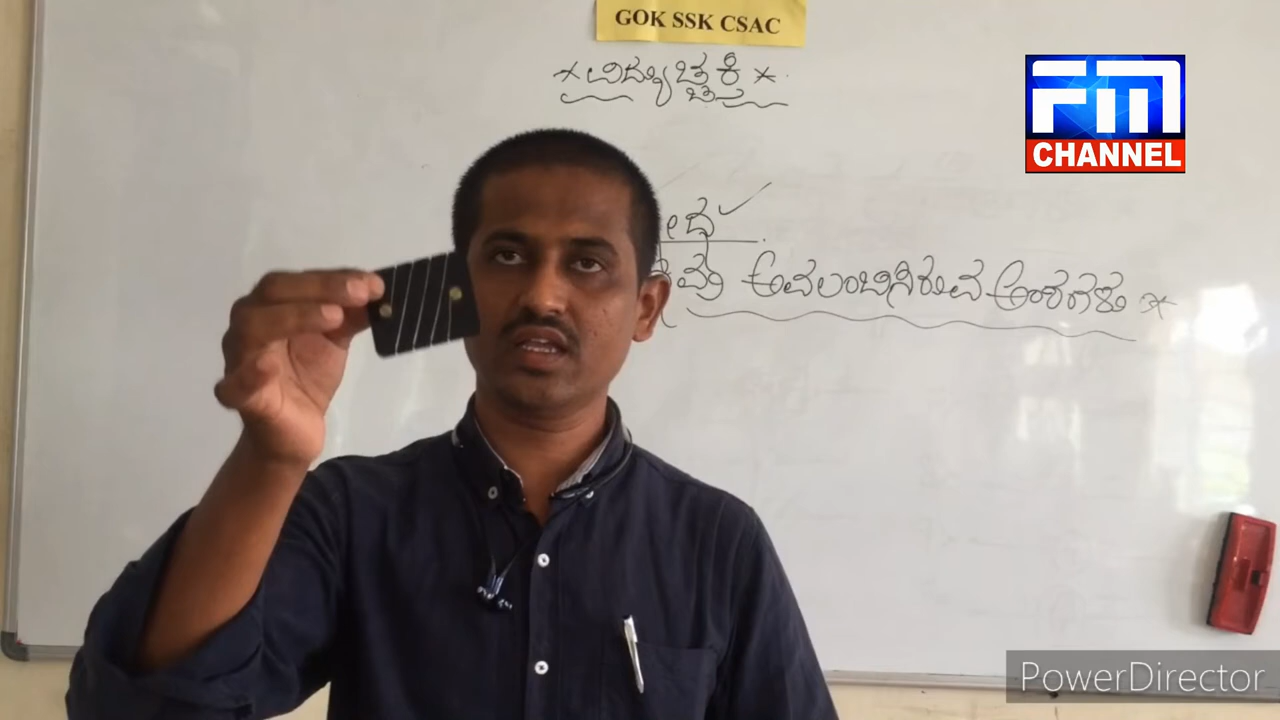 GOK SSK CSAC
* ವಿದ್ಯುಚ್ಛಕ್ತಿ *
FM
CHANNEL
ಅವಲಂಬಿಸಿರುವ ಅಂಶಗಳು *
PowerDirector